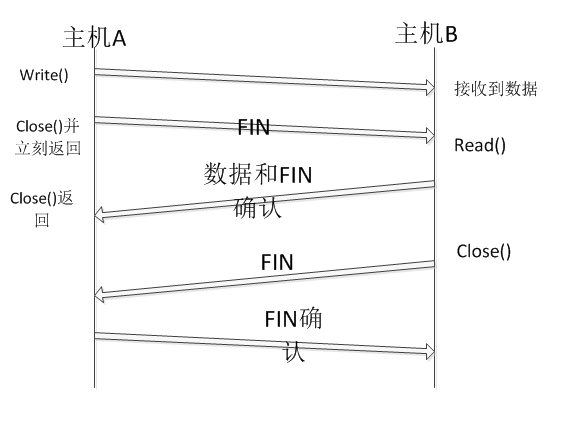 主机A
主机B
Write()
接收到数据
Close()并
立刻返回
FIN
Read()
数据和FIN
确认
Close()返
回
FIN
Close()
FIN确
认